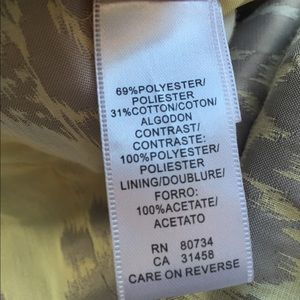 69%POLYESTER/
POLIESTER
31%COTTON/COTON/
ALGODON
CONTRAST/
CONTRASTE:
100%POLYESTER/
POLIESTER
LINING/DOUBLURE/
FORRO:
100%ACETATE/
ACETATO
RN 80734
CA 31458
CARE ON REVERSE